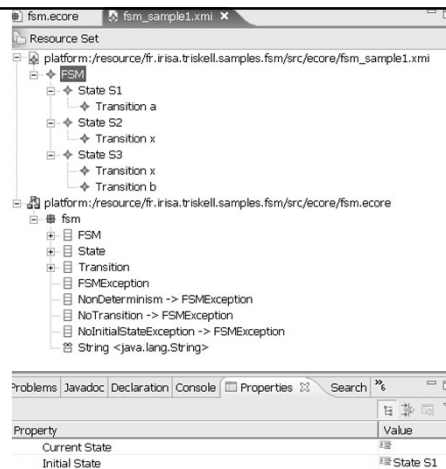 fsm.ecore fsm_sample1.xmi
Resource Set
platform:/resource/fr.irisa.triskell.samples.fsm/src/ecore/fsm_sample1.xmi
FSM
State S1
Transition a
State S2
Transition x
State S3
Transition x
Transition b
platform:/resource/fr.irisa.triskell.samples.fsm/src/ecore/fsm.ecore
fsm
FSM
State
Transition
FSMException
NonDeterminism -> FSMException
NoTransition -> FSMException
NoInitialStateException -> FSMException
String <java.lang.String>
Problems Javadoc Declaration Console Properties Search »6
Property Value
Current State
Initial State State S1